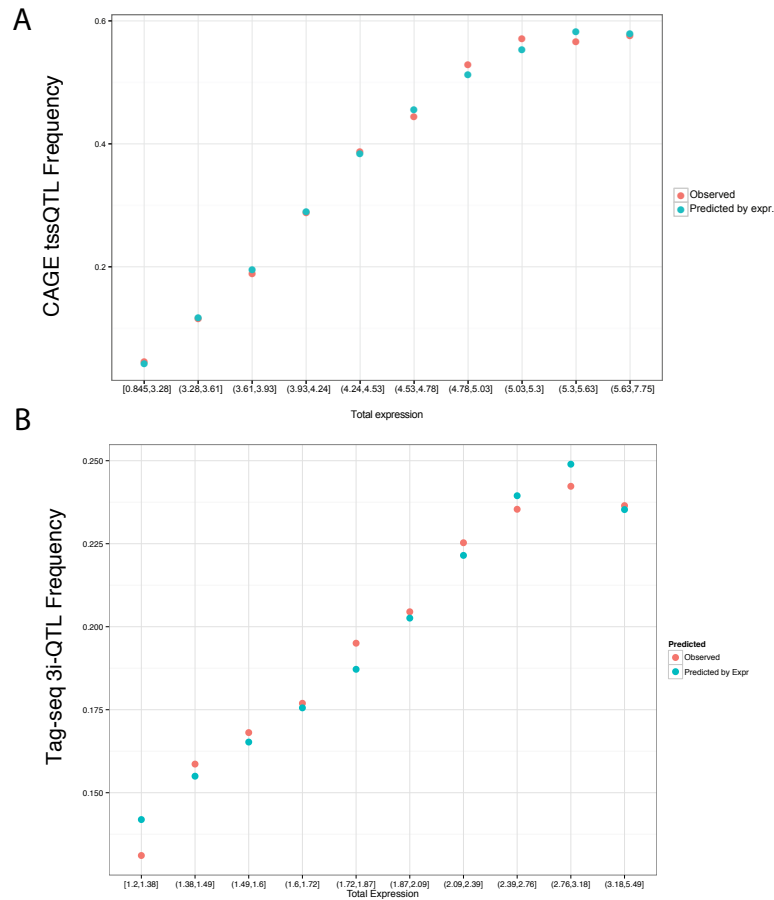 A
CAGE tssQTL Frequency
0.6
0.4
0.2
[0.845,3.28]
(3.28,3.61]
(3.61,3.93]
(3.93,4.24]
(4.24,4.53]
(4.53,4.78]
(4.78,5.03]
(5.03,5.3]
(5.3,5.63]
(5.63,7.75]
Total expression
Observed
Predicted by expr.
B
Tag-seq 3i-QTL Frequency
0.250
0.225
0.200
0.175
0.150
[1.2,1.38]
(1.38,1.49]
(1.49,1.6]
(1.6,1.72]
(1.72,1.87]
(1.87,2.09]
(2.09,2.39]
(2.39,2.76]
(2.76,3.18]
(3.18,5.49]
Total Expression
Predicted
Observed
Predicted by Expr